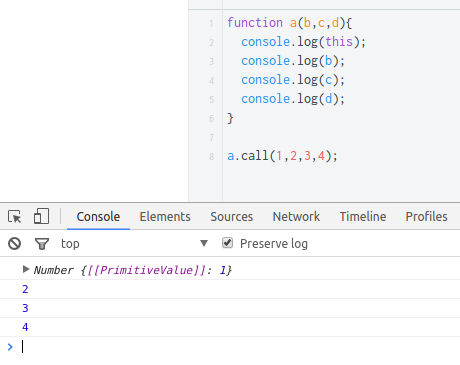 1 function a(b,c,d){
2   console.log(this);
3   console.log(b);
4   console.log(c);
5   console.log(d);
6 }
7
8 a.call(1,2,3,4);
Console Elements Sources Network Timeline Profiles
top Preserve log
Number {[[PrimitiveValue]]: 1}
2
3
4